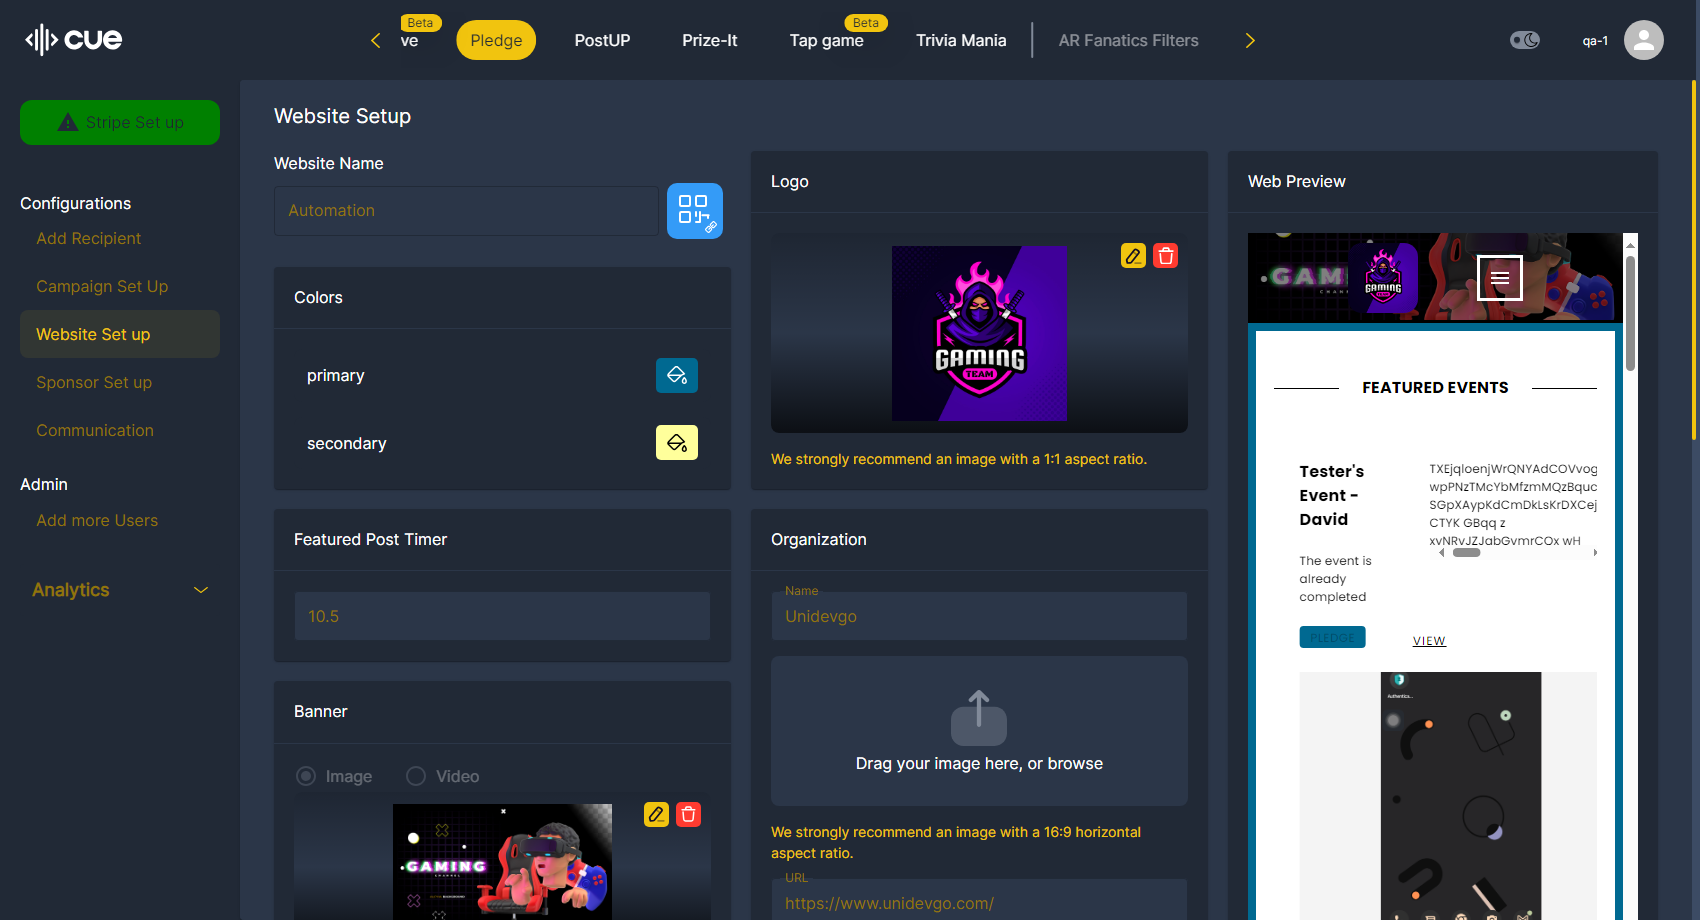 cue
Beta
ve
Pledge
PostUP
Prize-It
Beta
Tap game
Trivia Mania
AR Fanatics Filters
qa-1
Stripe Set up
Configurations
Add Recipient
Campaign Set Up
Website Set up
Sponsor Set up
Communication
Admin
Add more Users
Analytics
Website Setup
Website Name
Automation
Colors
primary
secondary
Featured Post Timer
10.5
Banner
Image
Video
GAMING
Logo
GAMING
TEAM
We strongly recommend an image with a 1:1 aspect ratio.
Organization
Name
Unidevgo
Drag your image here, or browse
We strongly recommend an image with a 16:9 horizontal
aspect ratio.
URL
https://www.unidevgo.com/
Web Preview
GAMI
GAMING
TEAM
FEATURED EVENTS
Tester's
Event -
David
The event is
already
completed
TXEjqloenjWrQNYAdCOVvog
wpPNzTMcYbMfzmMQzBquc
SGpXAypKdCmDkLsKrDXCej
CTYK GBqq z
xvNRvJZJabGvmrCOx wH
PLEDGE
VIEW
Authentica...